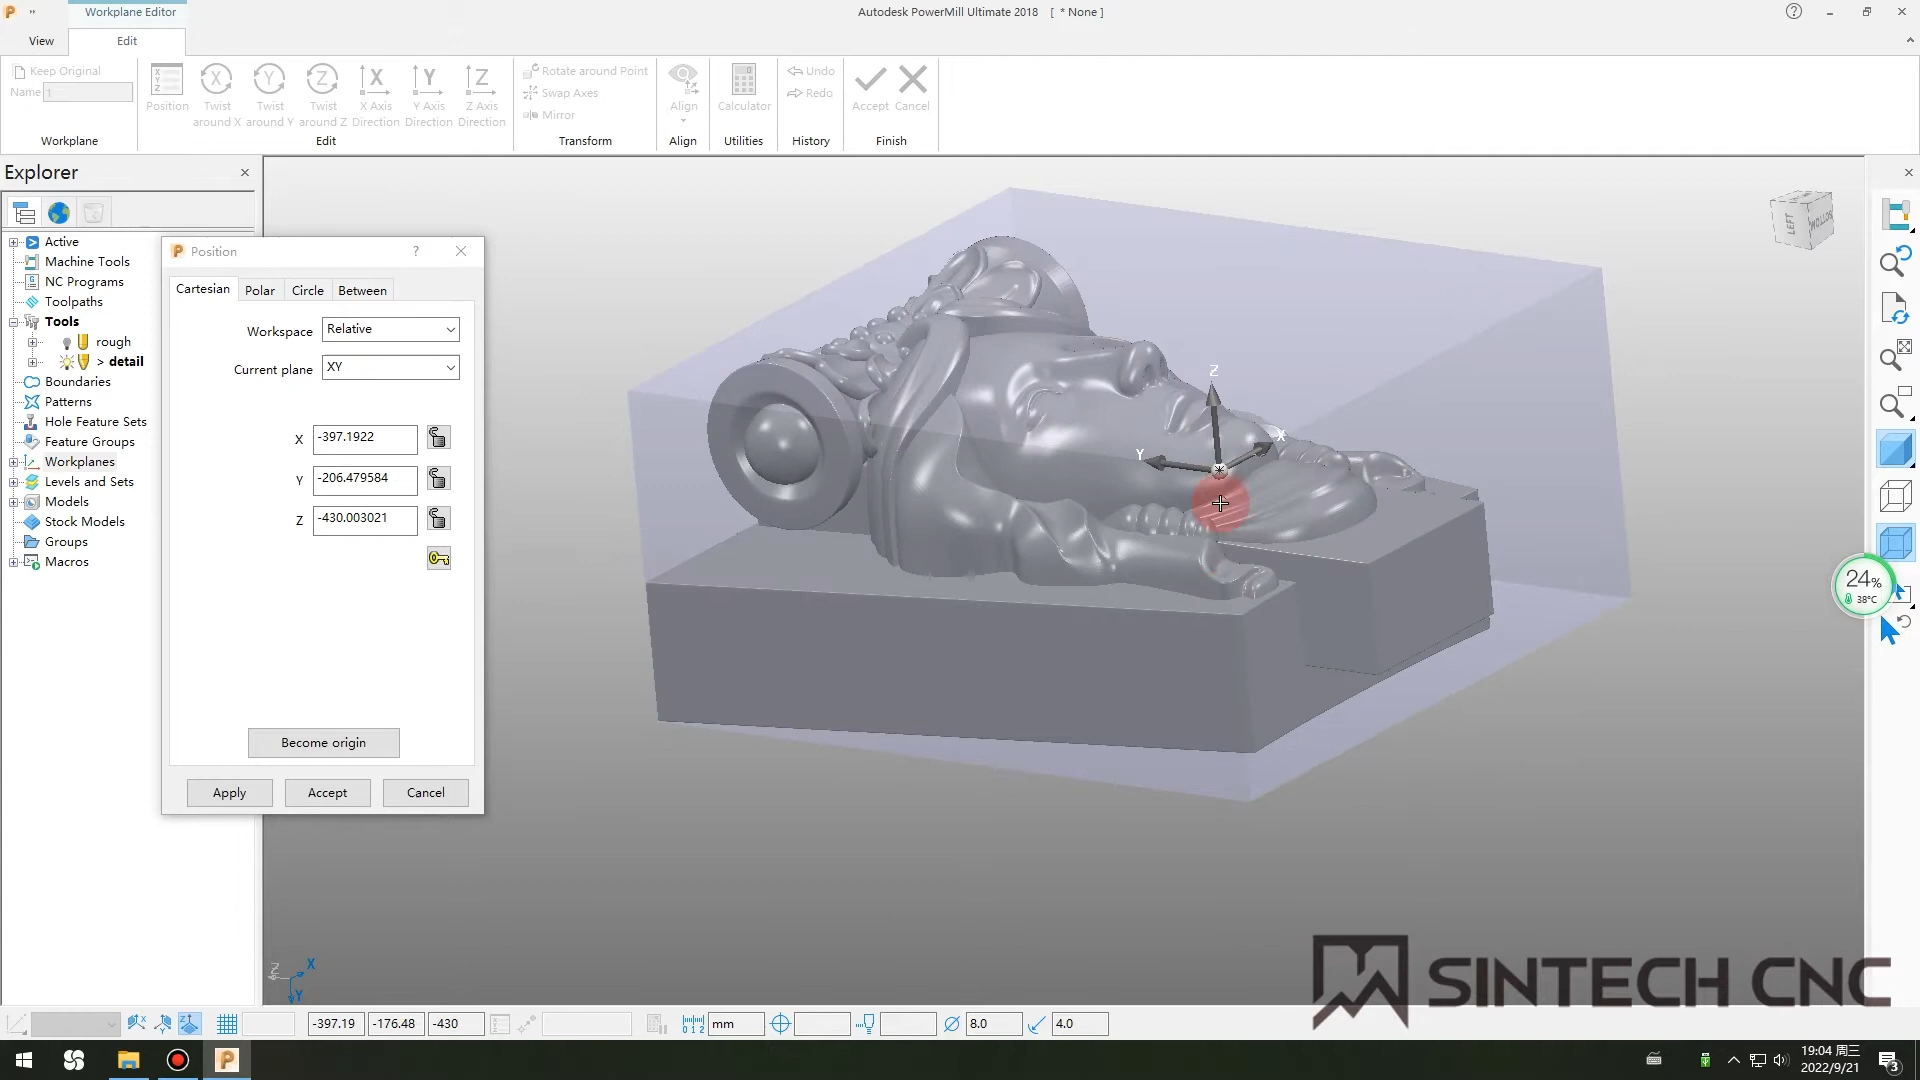 Workplane Editor
Autodesk PowerMill Ultimate 2018 [ * None ]
View
Edit
Keep Original
Name 1
Position
Twist around X
Twist around Y
Twist around Z
X Axis Direction
Y Axis Direction
Z Axis Direction
Rotate around Point
Swap Axes
Mirror
Align
Calculator
Undo
Redo
Accept
Cancel
Workplane
Edit
Transform
Align
Utilities
History
Finish
Explorer
Active
Machine Tools
NC Programs
Toolpaths
Tools
rough
> detail
Boundaries
Patterns
Hole Feature Sets
Feature Groups
Workplanes
Levels and Sets
Models
Stock Models
Groups
Macros
Position
Cartesian
Polar
Circle
Between
Workspace Relative
Current plane XY
X -397.1922
Y -206.479584
Z -430.003021
Become origin
Apply
Accept
Cancel
Z
X
Y
LEFT
BOTTOM
24%
38°C
Z
X
Y
SINTECH CNC
-397.19
-176.48
-430
mm
8.0
4.0
19:04 周三
2022/9/21
3